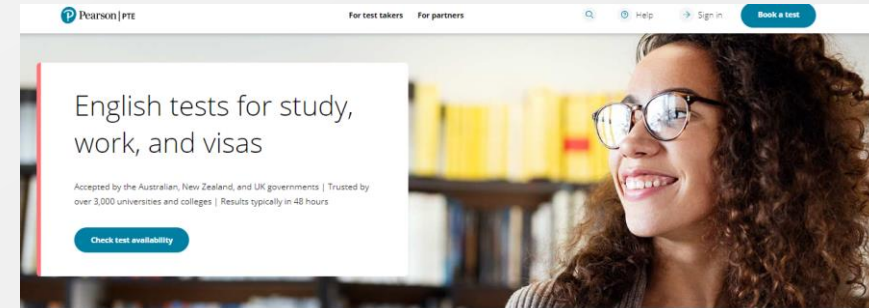 Pearson | PTE
For test takers For partners
Help
Sign in
Book a test
English tests for study,
work, and visas
Accepted by the Australian, New Zealand, and UK governments | Trusted by
over 3,000 universities and colleges | Results typically in 48 hours
Check test availability